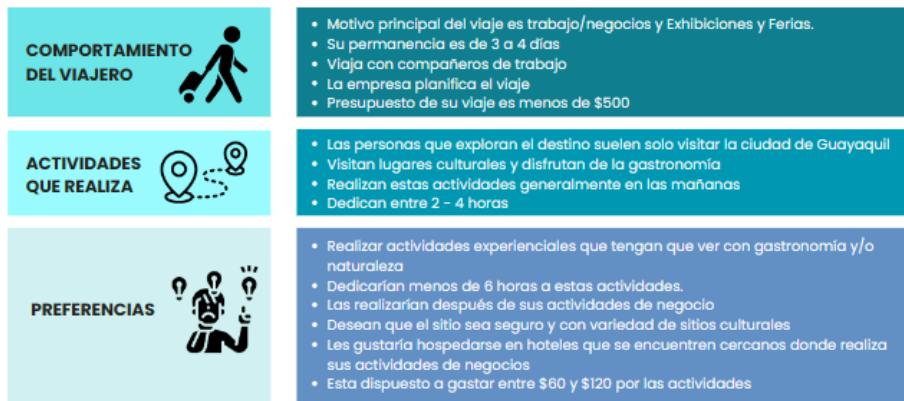 COMPORTAMIENTO
DEL VIAJERO
• Motivo principal del viaje es trabajo/negocios y Exhibiciones y Ferias.
• Su permanencia es de 3 a 4 días
• Viaja con compañeros de trabajo
• La empresa planifica el viaje
• Presupuesto de su viaje es menos de $500
ACTIVIDADES
QUE REALIZA
• Las personas que exploran el destino suelen solo visitar la ciudad de Guayaquil
• Visitan lugares culturales y disfrutan de la gastronomía
• Realizan estas actividades generalmente en las mañanas
• Dedican entre 2 - 4 horas
PREFERENCIAS
• Realizar actividades experienciales que tengan que ver con gastronomía y/o
naturaleza
• Dedicarían menos de 6 horas a estas actividades.
• Las realizarían después de sus actividades de negocio
• Desean que el sitio sea seguro y con variedad de sitios culturales
• Les gustaría hospedarse en hoteles que se encuentren cercanos donde realiza
sus actividades de negocios
• Esta dispuesto a gastar entre $60 y $120 por las actividades